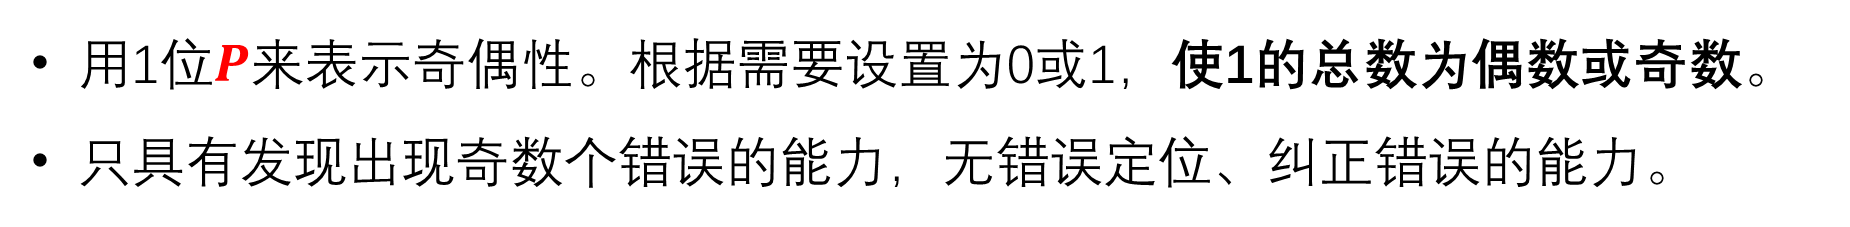 • 用1位P来表示奇偶性。根据需要设置为0或1，使1的总数为偶数或奇数。
• 只具有发现出现奇数个错误的能力，无错误定位、纠正错误的能力。